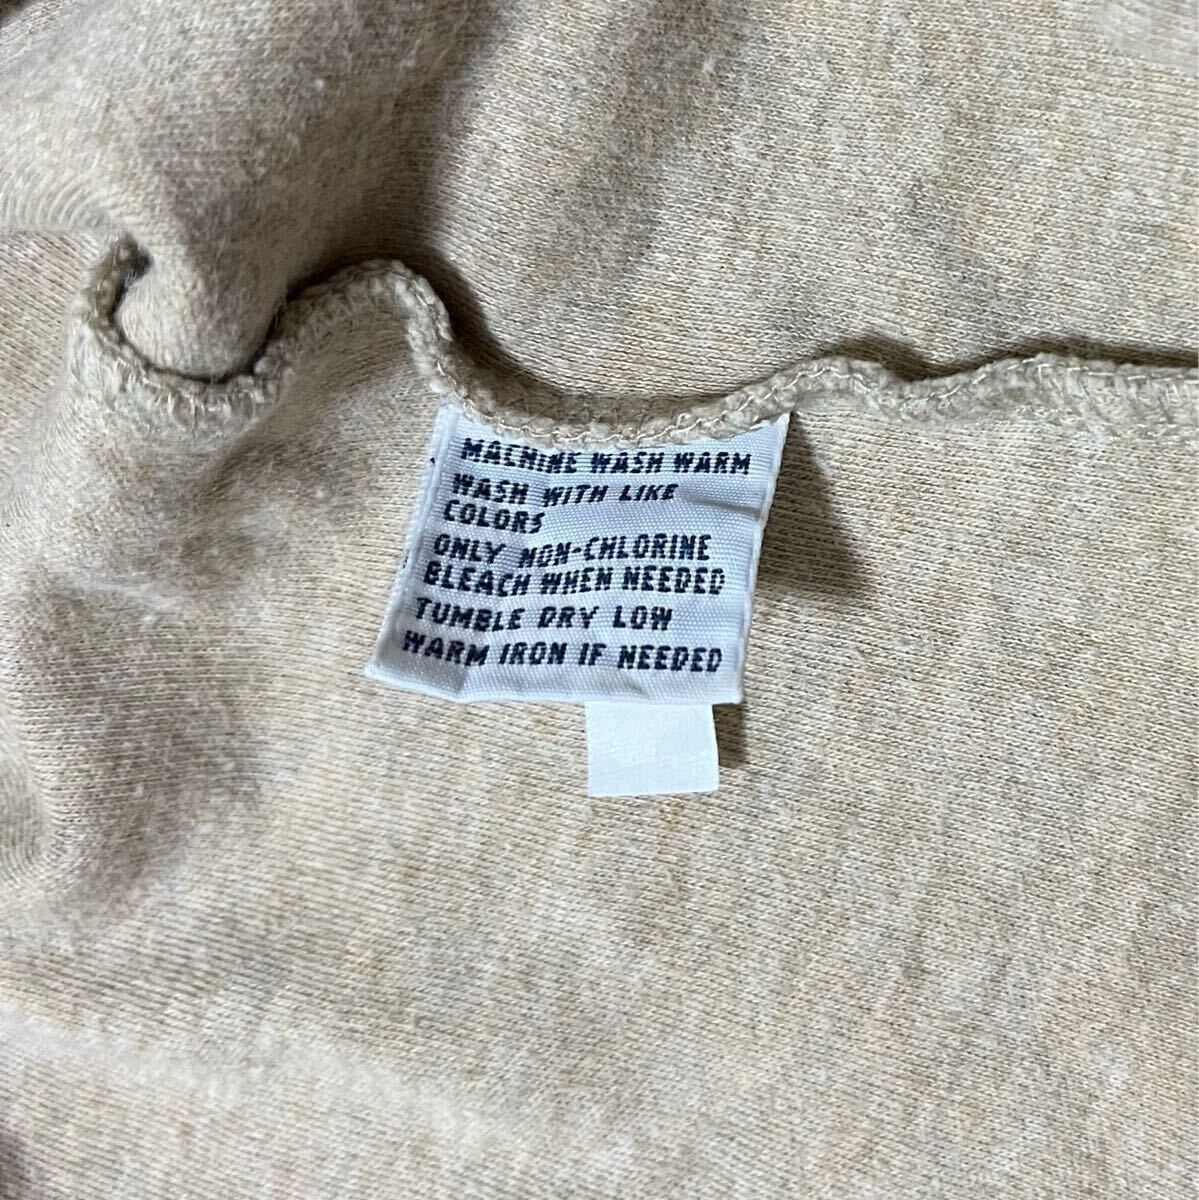 MACHINE WASH WARM
WASH WITH LIKE
COLORS
ONLY NON-CHLORINE
BLEACH WHEN NEEDED
TUMBLE DRY LOW
WARM IRON IF NEEDED